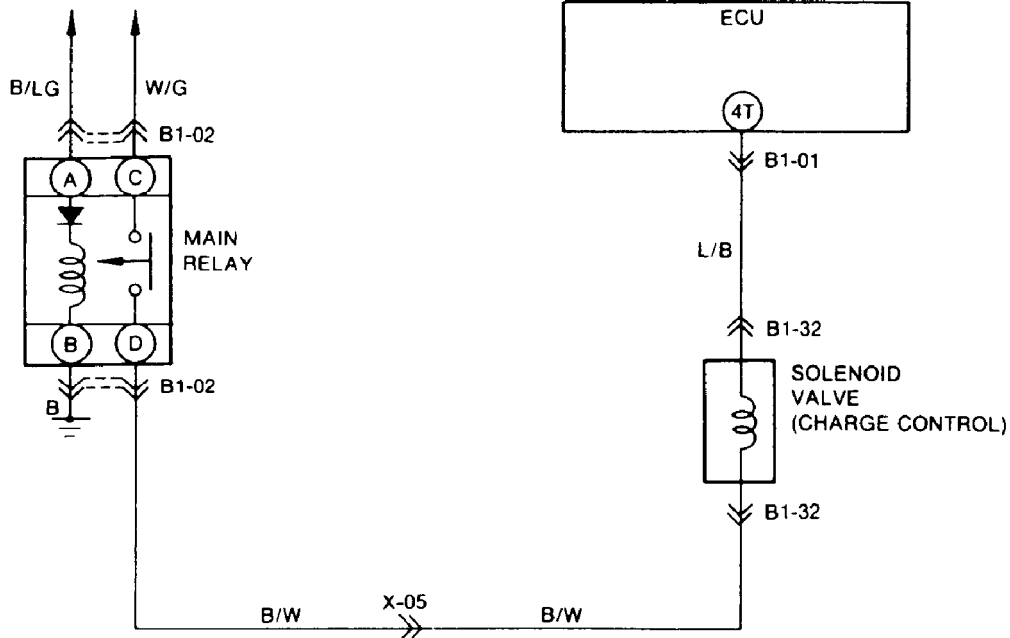 ECU
4T
B/LG
W/G
B1-02
B1-01
A
C
MAIN
RELAY
L/B
B1-32
B
D
B1-02
B
SOLENOID
VALVE
(CHARGE CONTROL)
B1-32
B/W
X-05
B/W